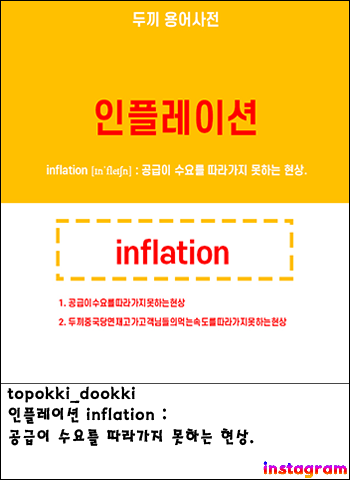 두끼 용어사전
인플레이션
inflation [ɪnˈfleɪʃn] : 공급이 수요를 따라가지 못하는 현상.
inflation
1. 공급이수요를따라가지못하는현상
2. 두끼중국당면재고가고객님들의먹는속도를따라가지못하는현상
topokki_dookki
인플레이션 inflation :
공급이 수요를 따라가지 못하는 현상.
instagram